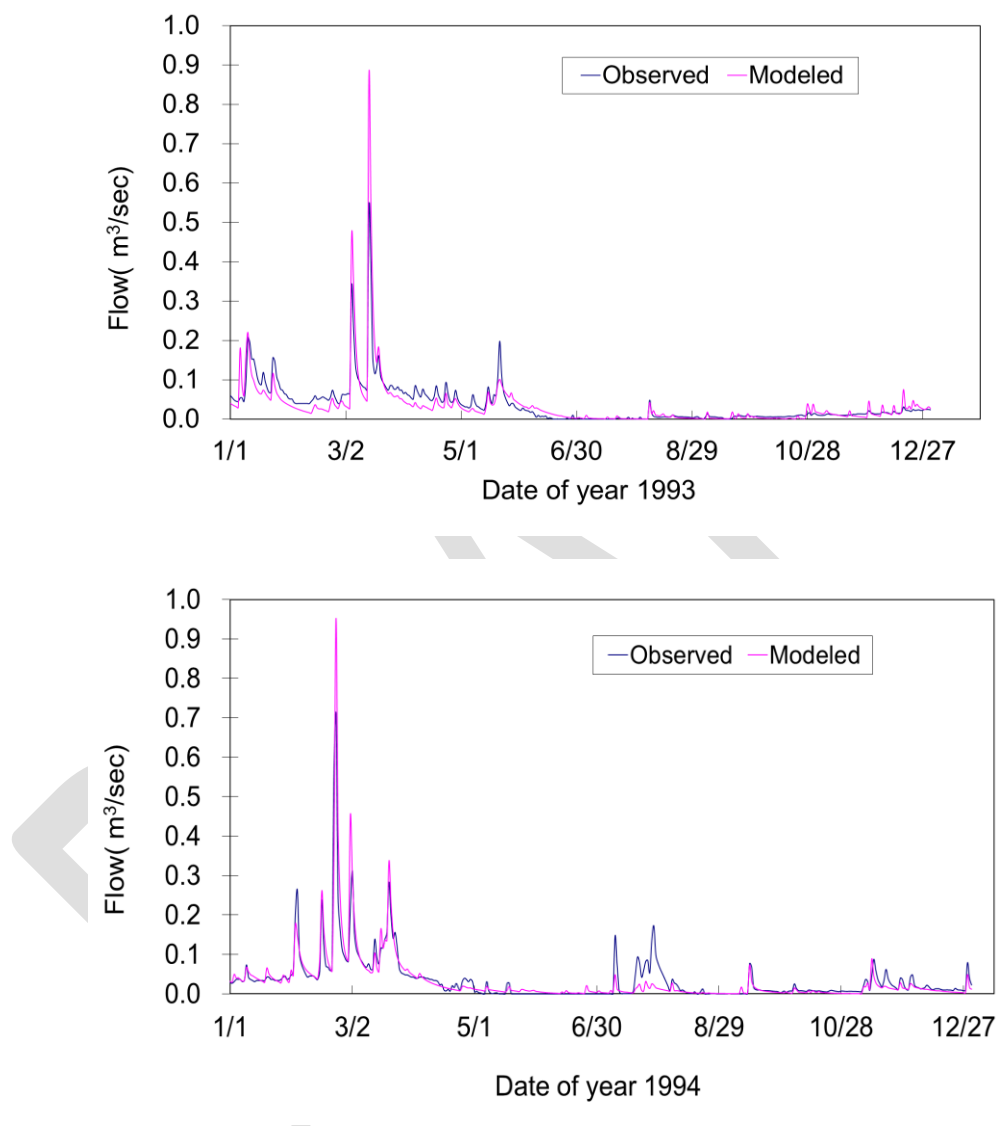 1.0
0.9
0.8
0.7
0.6
0.5
0.4
0.3
0.2
0.1
0.0
Flow( m³/sec)
Observed Modeled
1/1 3/2 5/1 6/30 8/29 10/28 12/27
Date of year 1993
1.0
0.9
0.8
0.7
0.6
0.5
0.4
0.3
0.2
0.1
0.0
Flow( m³/sec)
Observed Modeled
1/1 3/2 5/1 6/30 8/29 10/28 12/27
Date of year 1994